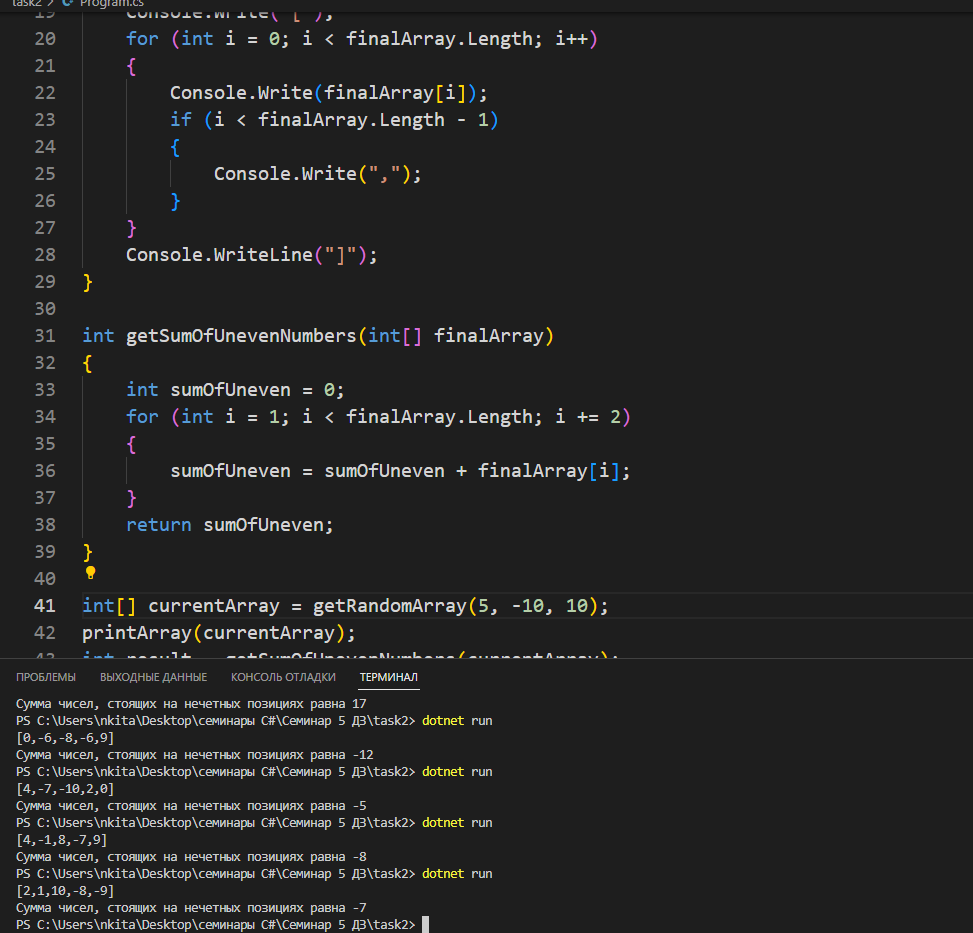 task2 > Program.cs
19 Console.Write("[");
20 for (int i = 0; i < finalArray.Length; i++)
21 {
22 Console.Write(finalArray[i]);
23 if (i < finalArray.Length - 1)
24 {
25 Console.Write(",");
26 }
27 }
28 Console.WriteLine("]");
29 }
30
31 int getSumOfUnevenNumbers(int[] finalArray)
32 {
33 int sumOfUneven = 0;
34 for (int i = 1; i < finalArray.Length; i += 2)
35 {
36 sumOfUneven = sumOfUneven + finalArray[i];
37 }
38 return sumOfUneven;
39 }
40
41 int[] currentArray = getRandomArray(5, -10, 10);
42 printArray(currentArray);
43 int result = getSumOfUnevenNumbers(currentArray);
ПРОБЛЕМЫ ВЫХОДНЫЕ ДАННЫЕ КОНСОЛЬ ОТЛАДКИ ТЕРМИНАЛ
Сумма чисел, стоящих на нечетных позициях равна 17
PS C:\Users\nkita\Desktop\семинары C#\Семинар 5 ДЗ\task2> dotnet run
[0,-6,-8,-6,9]
Сумма чисел, стоящих на нечетных позициях равна -12
PS C:\Users\nkita\Desktop\семинары C#\Семинар 5 ДЗ\task2> dotnet run
[4,-7,-10,2,0]
Сумма чисел, стоящих на нечетных позициях равна -5
PS C:\Users\nkita\Desktop\семинары C#\Семинар 5 ДЗ\task2> dotnet run
[4,-1,8,-7,9]
Сумма чисел, стоящих на нечетных позициях равна -8
PS C:\Users\nkita\Desktop\семинары C#\Семинар 5 ДЗ\task2> dotnet run
[2,1,10,-8,-9]
Сумма чисел, стоящих на нечетных позициях равна -7
PS C:\Users\nkita\Desktop\семинары C#\Семинар 5 ДЗ\task2>